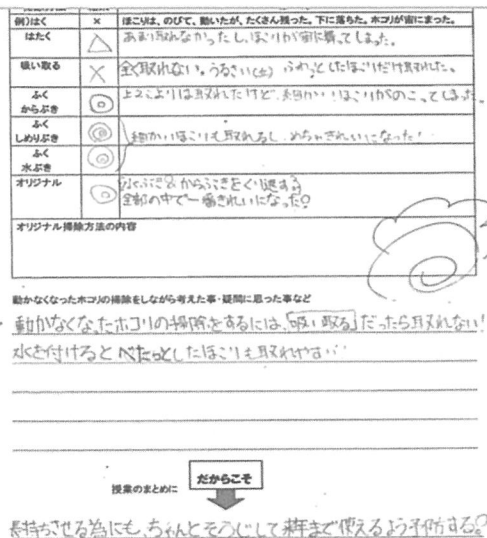 例)はく × ほこりは、のびて、動いたが、たくさん残った。下に落ちた。ホコリが宙にまった。
はたく △ あまり取れなかったし、ほこりが宙に舞ってしまった。
吸い取る × 全く取れない。うるさい(土) ふわっとしたほこりだけ取れた。
ふく
からぶき ◎ 上2こよりは取れたけど、細かいほこりがのこってしまった。
ふく
しめりぶき ◎ 細かいほこりも取れるし、めちゃきれいになった!
ふく
水ぶき ◎
オリジナル ◎ 水ぶき&からぶきをくり返す
全部の中で一番きれいになった?
オリジナル掃除方法の内容
動かなくなったホコリの掃除をしながら考えた事・疑問に思った事など
・動かなくなったホコリの掃除をするには、「吸い取る」だったら取れない!
水を付けるとべたっとしたほこりも取れやすい
だからこそ
授業のまとめに
長持ちさせる為にも、ちゃんとそうじして来年まで使えるよう予防する?